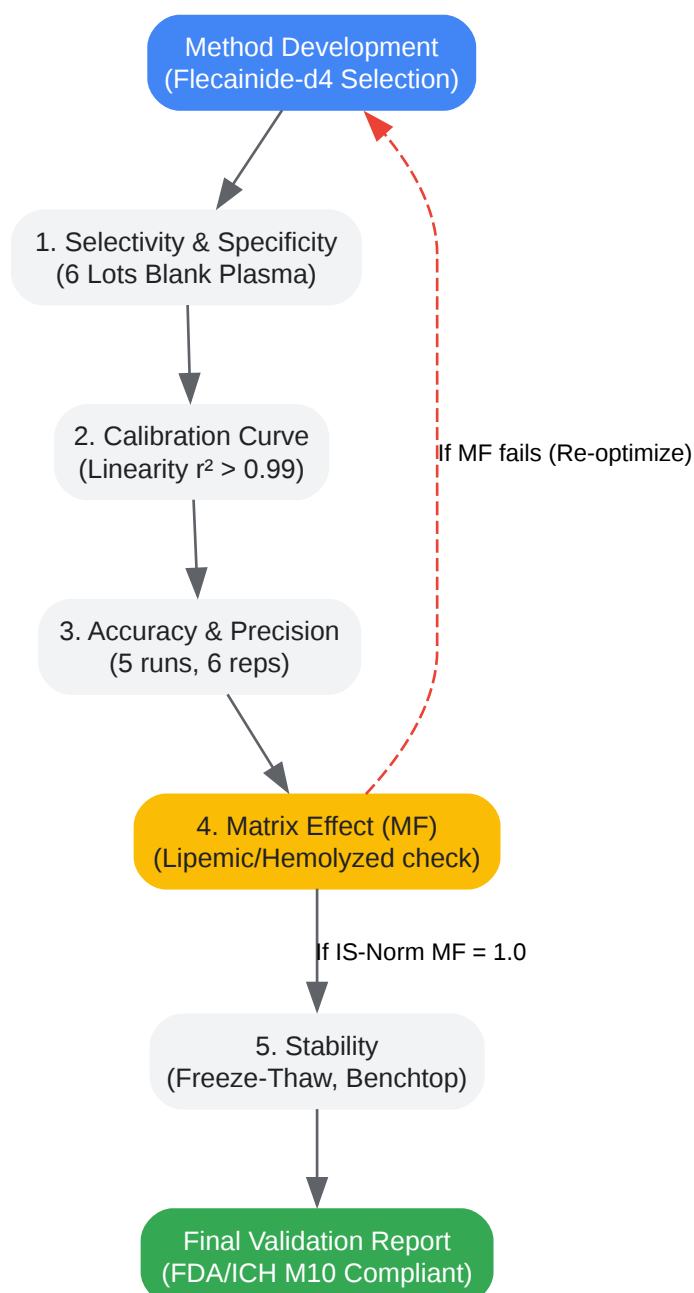 Method Development
(Flecainide-d4 Selection)
1. Selectivity & Specificity
(6 Lots Blank Plasma)
2. Calibration Curve
(Linearity r² > 0.99)
If MF fails (Re-optimize)
3. Accuracy & Precision
(5 runs, 6 reps)
4. Matrix Effect (MF)
(Lipemic/Hemolyzed check)
If IS-Norm MF = 1.0
5. Stability
(Freeze-Thaw, Benchtop)
Final Validation Report
(FDA/ICH M10 Compliant)